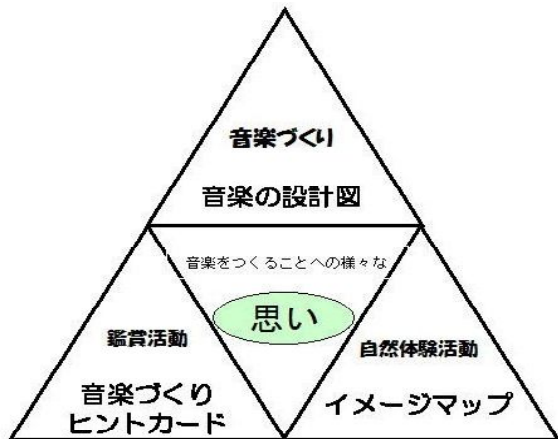 音楽づくり
音楽の設計図
音楽をつくることへの様々な
思い
鑑賞活動
音楽づくり
ヒントカード
自然体験活動
イメージマップ